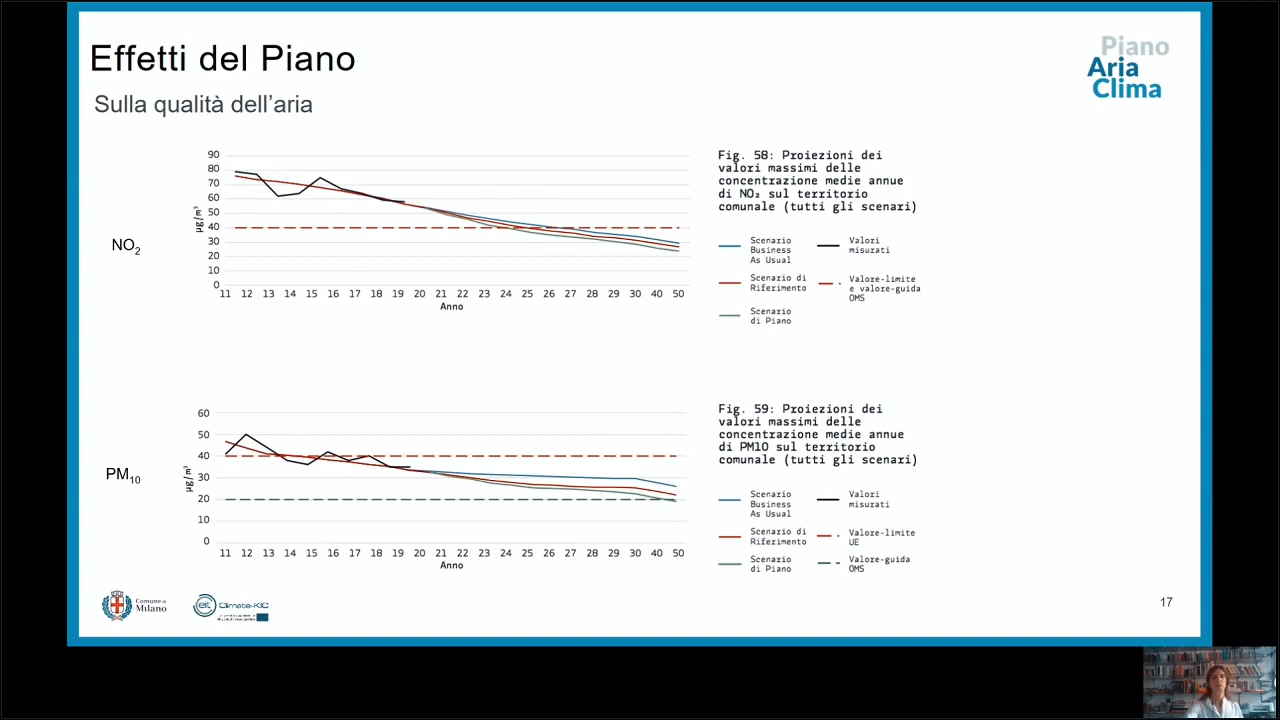 Effetti del Piano
Sulla qualità dell'aria
Piano
Aria
Clima
NO2
90
80
70
60
50
40
30
20
10
0
µg/m³
11 12 13 14 15 16 17 18 19 20 21 22 23 24 25 26 27 28 29 30 40 50
Anno
Fig. 58: Proiezioni dei
valori massimi delle
concentrazione medie annue
di NO₂ sul territorio
comunale (tutti gli scenari)
Scenario
Business
As Usual
Valori
misurati
Scenario di
Riferimento
Valore-limite
e valore-guida
OMS
Scenario
di Piano
PM10
60
50
40
30
20
10
0
µg/m³
11 12 13 14 15 16 17 18 19 20 21 22 23 24 25 26 27 28 29 30 40 50
Anno
Fig. 59: Proiezioni dei
valori massimi delle
concentrazione medie annue
di PM10 sul territorio
comunale (tutti gli scenari)
Scenario
Business
As Usual
Valori
misurati
Scenario di
Riferimento
Valore-limite
UE
Scenario
di Piano
Valore-guida
OMS
Comune di
Milano
eit Climate-KIC
17